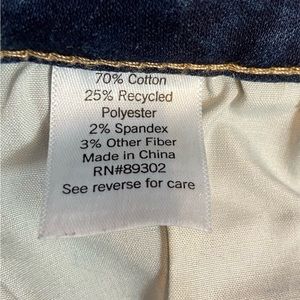 70% Cotton
25% Recycled
Polyester
2% Spandex
3% Other Fiber
Made in China
RN#89302
See reverse for care